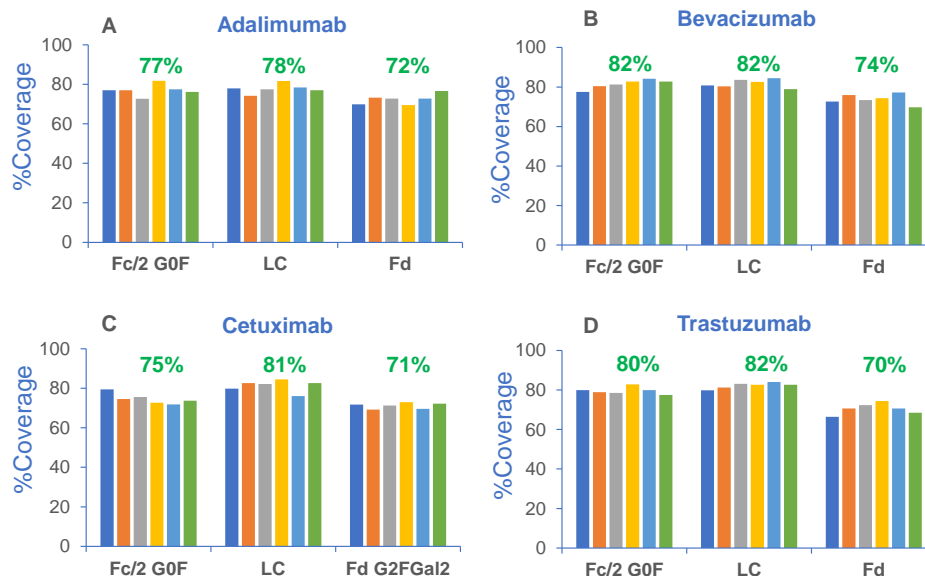 A
Adalimumab
%Coverage
100
80
60
40
20
0
77%
78%
72%
Fc/2 G0F
LC
Fd
B
Bevacizumab
%Coverage
100
80
60
40
20
0
82%
82%
74%
Fc/2 G0F
LC
Fd
C
Cetuximab
%Coverage
100
80
60
40
20
0
75%
81%
71%
Fc/2 G0F
LC
Fd G2FGal2
D
Trastuzumab
%Coverage
100
80
60
40
20
0
80%
82%
70%
Fc/2 G0F
LC
Fd